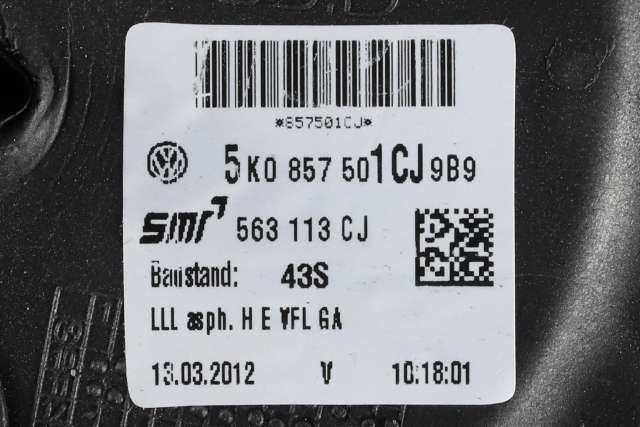 *857501CJ*
5K0 857 501CJ 9B9
smr 563 113 CJ
Baustand: 43S
LLL asph. H E VFL GA
13.03.2012 V 10:18:01